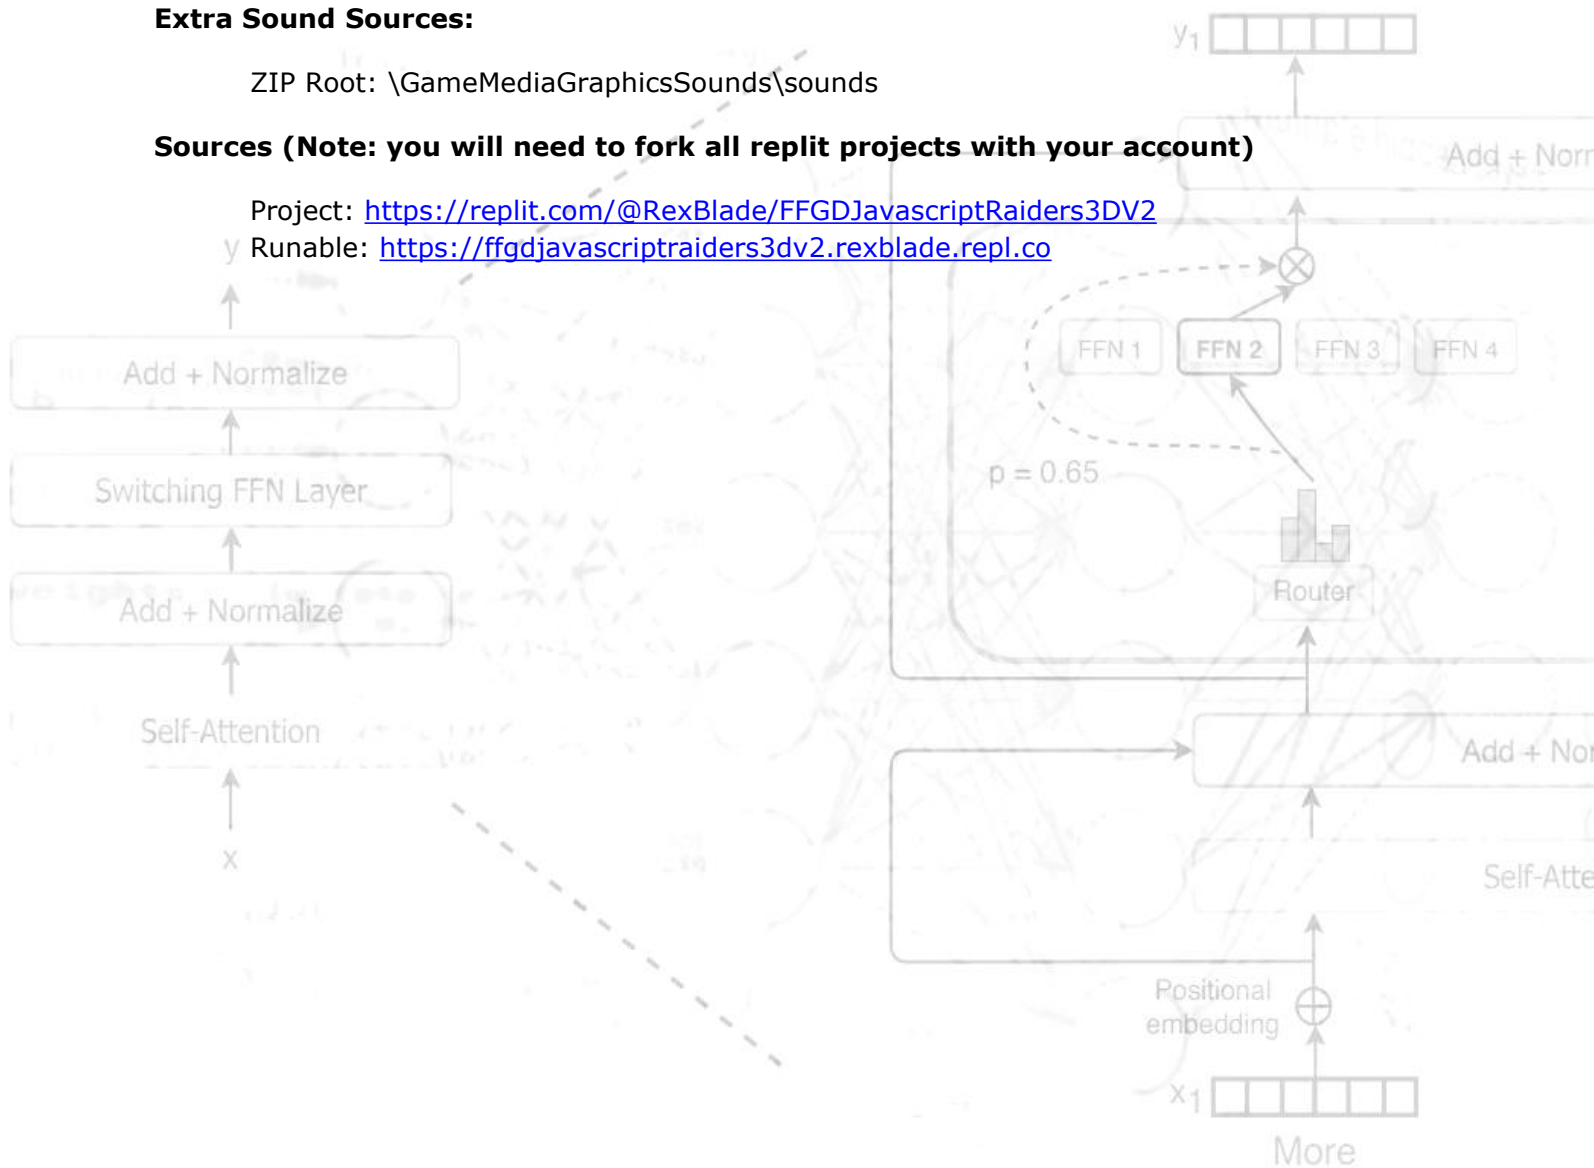 Extra Sound Sources:
ZIP Root: \GameMediaGraphicsSounds\sounds
Sources (Note: you will need to fork all replit projects with your account)
Project: https://replit.com/@RexBlade/FFGDJavascriptRaiders3DV2
Runable: https://ffgdjavascriptraiders3dv2.rexblade.repl.co
y
Add + Normalize
Switching FFN Layer
Add + Normalize
Self-Attention
x
y1
Add + Norm
FFN 1 FFN 2 FFN 3 FFN 4
p = 0.65
Router
Add + Nor
Self-Atte
Positional
embedding
x1
More